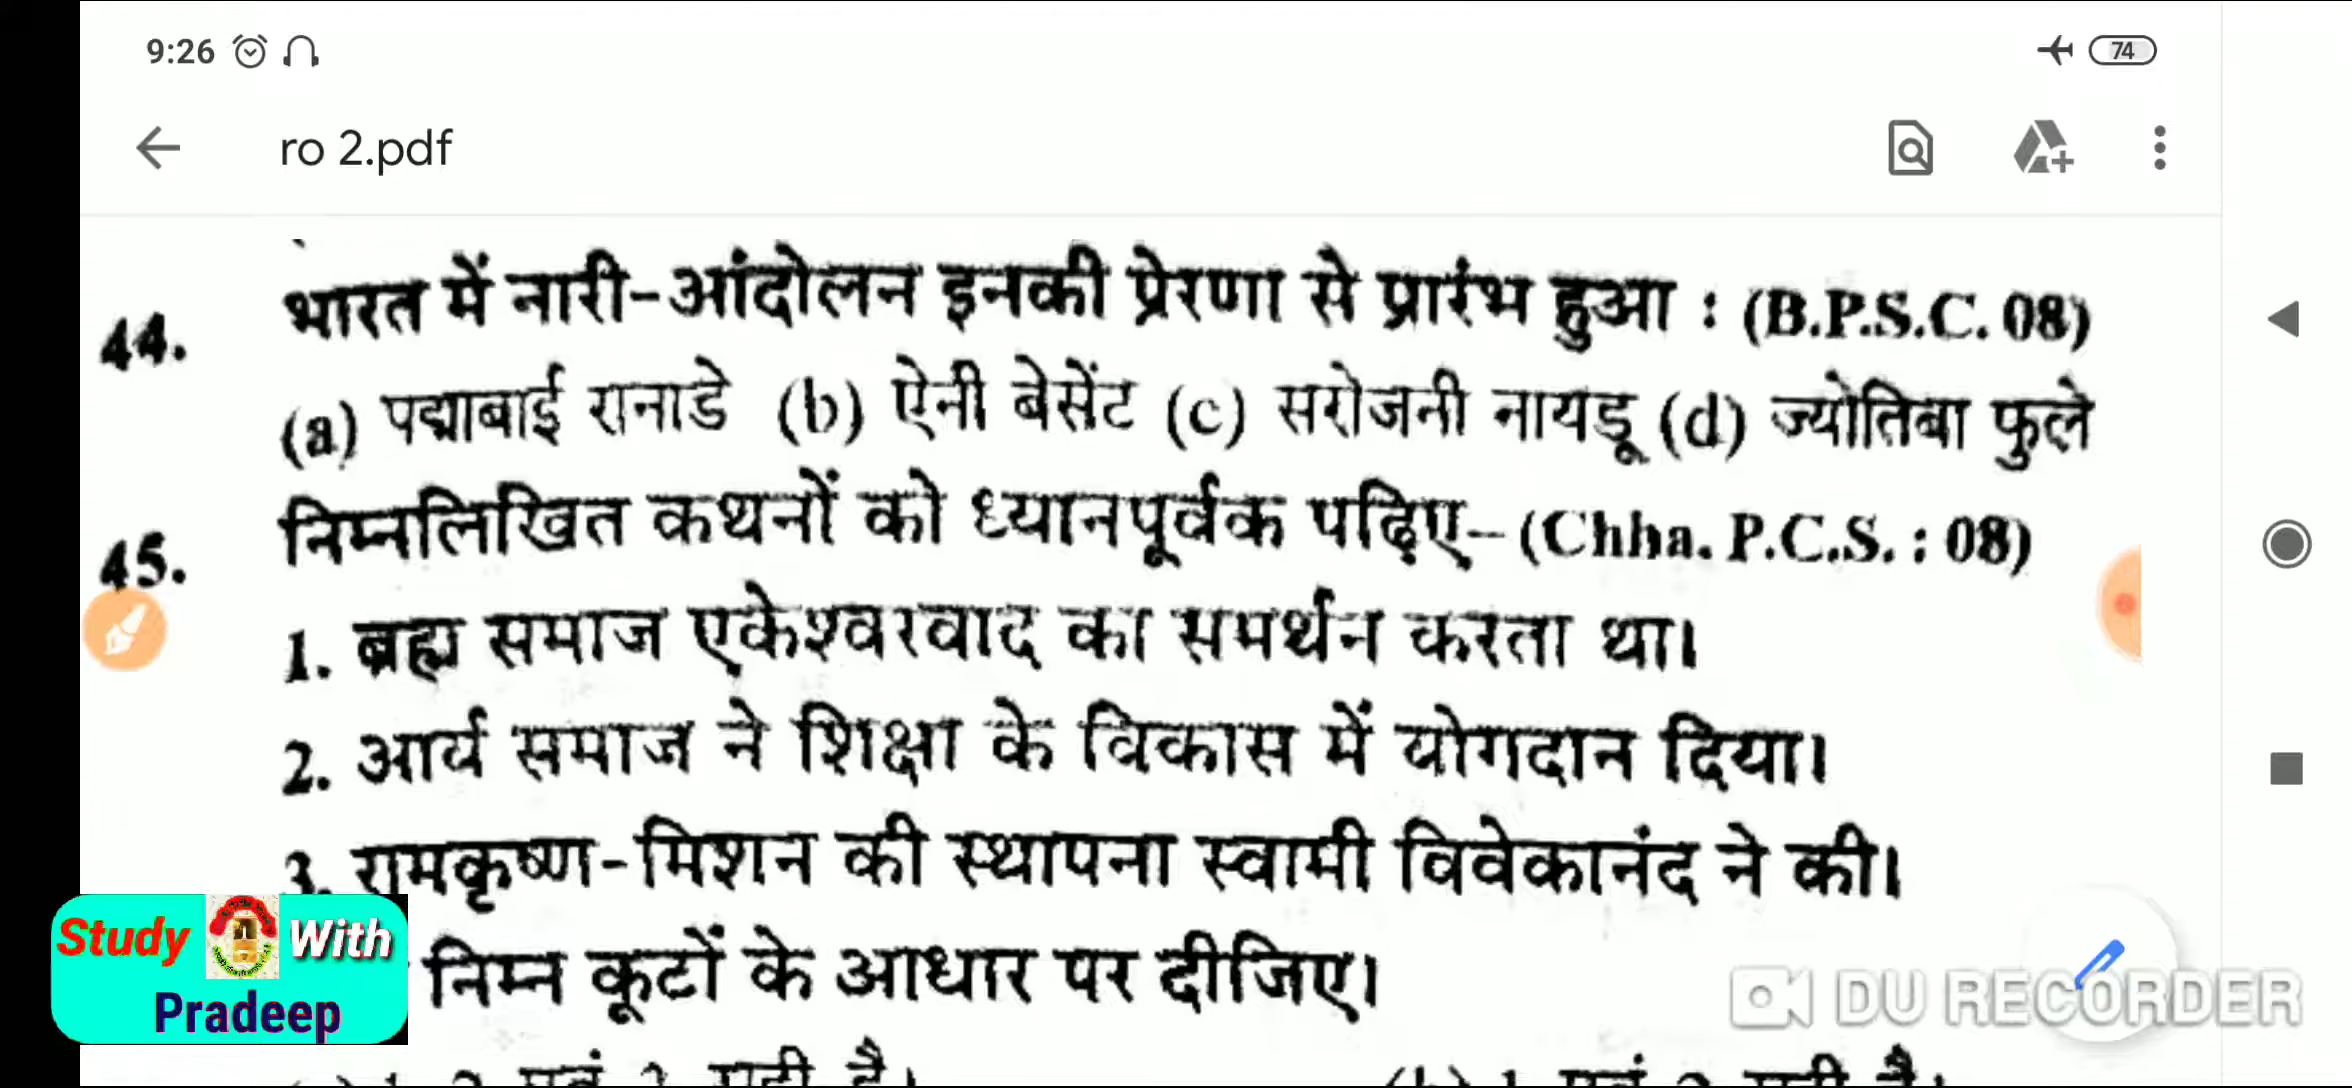 9:26
74
ro 2.pdf
44. भारत में नारी-आंदोलन इनकी प्रेरणा से प्रारंभ हुआ : (B.P.S.C. 08)
(a) पद्माबाई रानाडे (b) ऐनी बेसेंट (c) सरोजनी नायडू (d) ज्योतिबा फुले
45. निम्नलिखित कथनों को ध्यानपूर्वक पढ़िए– (Chha. P.C.S. : 08)
1. ब्रह्म समाज एकेश्वरवाद का समर्थन करता था।
2. आर्य समाज ने शिक्षा के विकास में योगदान दिया।
3. रामकृष्ण-मिशन की स्थापना स्वामी विवेकानंद ने की।
निम्न कूटों के आधार पर दीजिए।
Study With
Pradeep
DU RECORDER